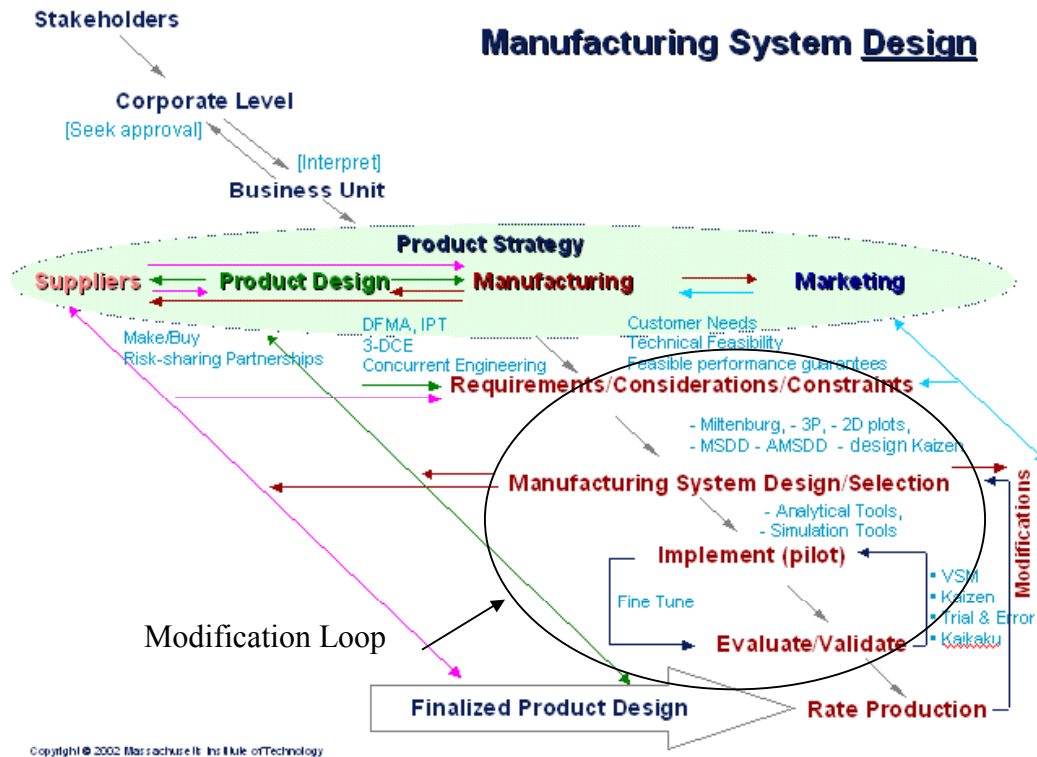 Stakeholders
Manufacturing System Design
Corporate Level
[Seek approval]
[Interpret]
Business Unit
Product Strategy
Suppliers Product Design Manufacturing Marketing
Make/Buy
Risk-sharing Partnerships
DFMA, IPT
3-DCE
Concurrent Engineering
Customer Needs
Technical Feasibility
Feasible performance guarantees
Requirements/Considerations/Constraints
- Miltenburg, - 3P, - 2D plots,
- MSDD - AMSDD - design Kaizen
Manufacturing System Design/Selection
Modifications
- Analytical Tools,
- Simulation Tools
Implement (pilot)
Fine Tune
▪ VSM
▪ Kaizen
▪ Trial & Error
▪ Kaikaku
Modification Loop
Evaluate/Validate
Finalized Product Design
Rate Production
Copyright © 2002 Massachusetts Institute of Technology